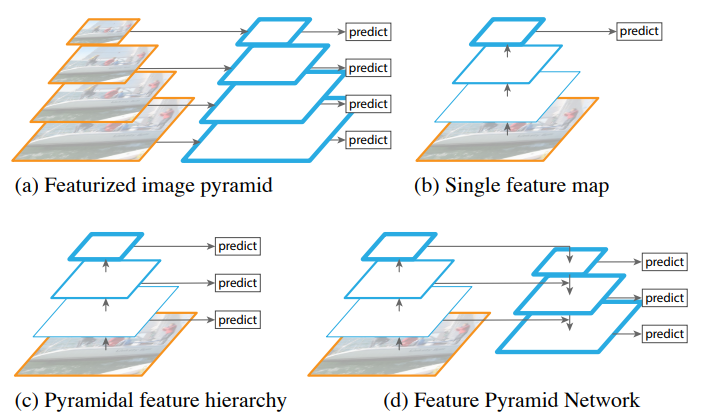 predict
predict
predict
predict
(a) Featurized image pyramid
predict
(b) Single feature map
predict
predict
predict
(c) Pyramidal feature hierarchy
predict
predict
predict
(d) Feature Pyramid Network